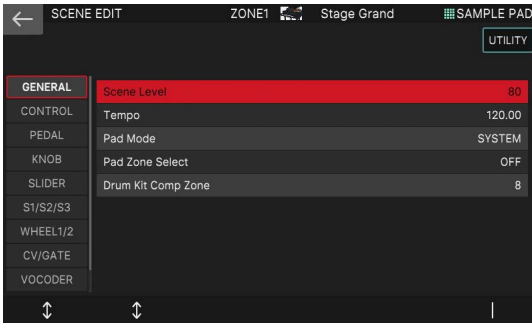 SCENE EDIT ZONE1 Stage Grand SAMPLE PAD
UTILITY
GENERAL
Scene Level 80
CONTROL
Tempo 120.00
PEDAL
Pad Mode SYSTEM
KNOB
Pad Zone Select OFF
SLIDER
Drum Kit Comp Zone 8
S1/S2/S3
WHEEL1/2
CV/GATE
VOCODER